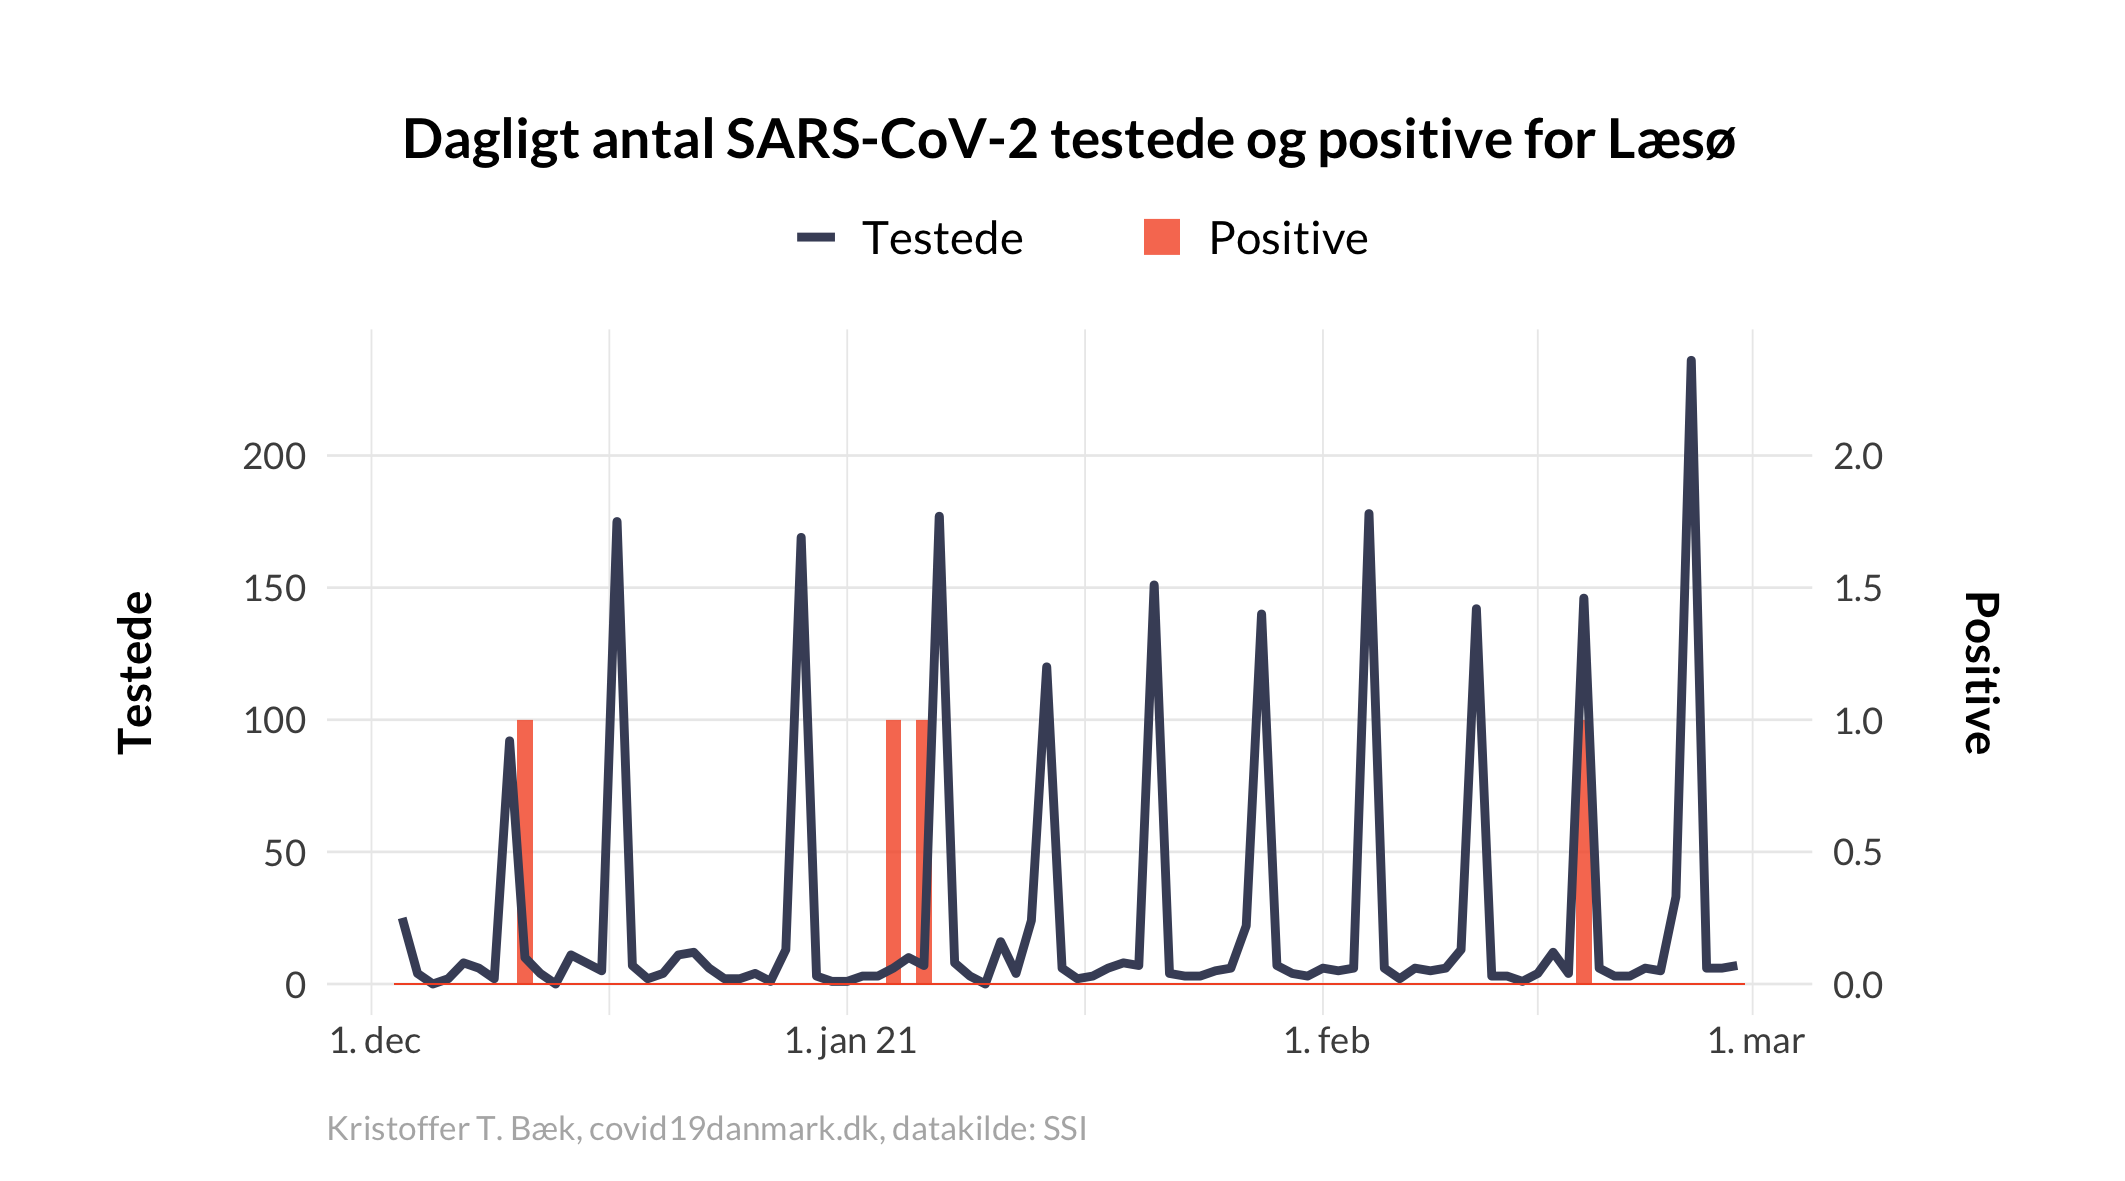 Dagligt antal SARS-CoV-2 testede og positive for Læsø
Testede
Positive
Testede
200
150
100
50
0
2.0
1.5
1.0
0.5
0.0
Positive
1. dec
1. jan 21
1. feb
1. mar
Kristoffer T. Bæk, covid19danmark.dk, datakilde: SSI